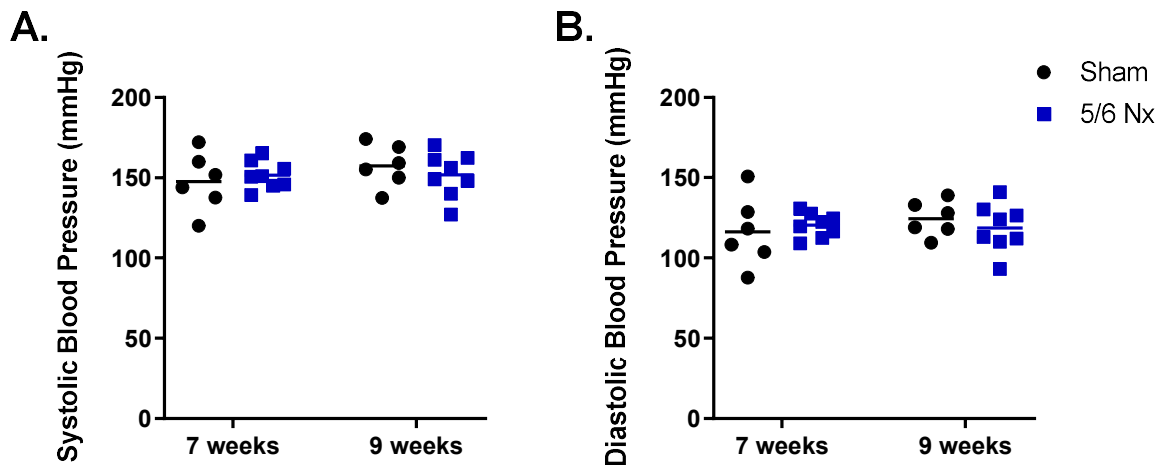 A.
B.
Systolic Blood Pressure (mmHg)
200
150
100
50
0
7 weeks
9 weeks
Diastolic Blood Pressure (mmHg)
200
150
100
50
0
7 weeks
9 weeks
Sham
5/6 Nx